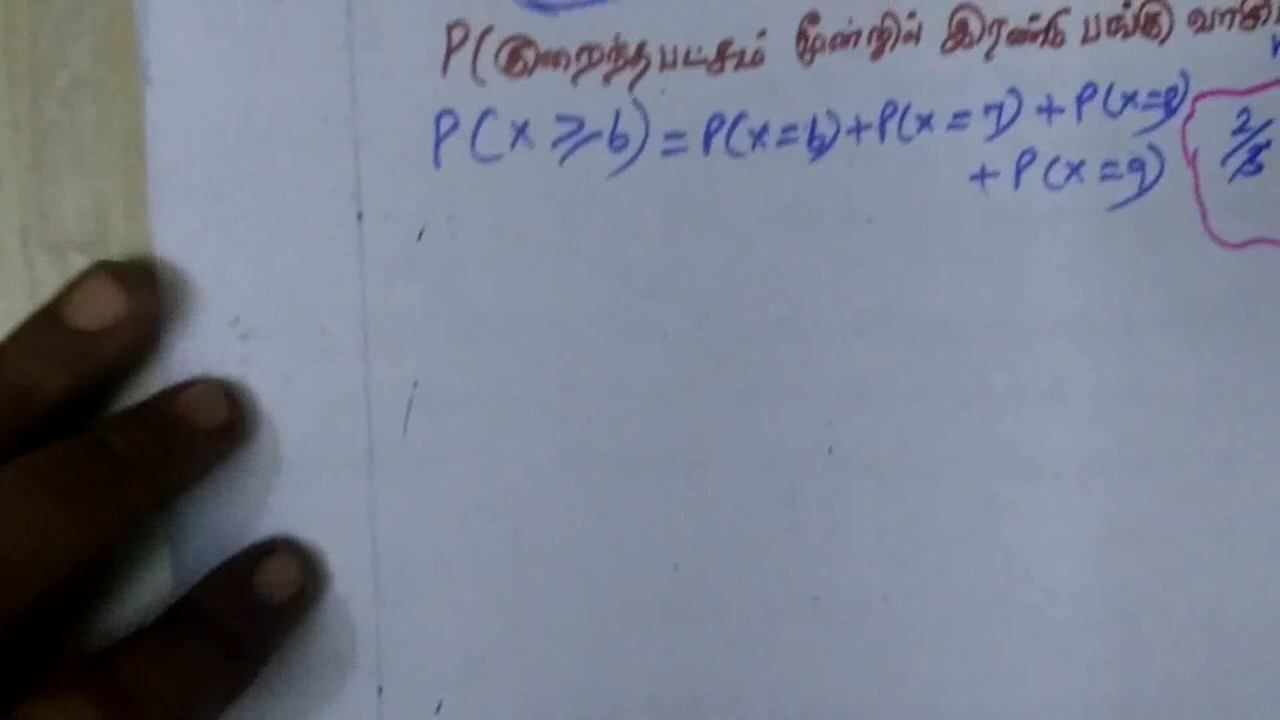 P(குறைந்தபட்சம் மூன்றில் இரண்டு பங்கு
P(x ≥ 6) = P(x = 6) + P(x = 7) + P(x = 8)
+ P(x = 9)
2/3